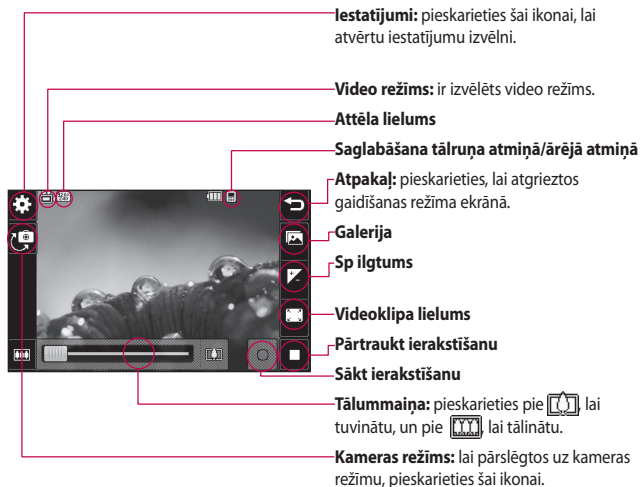 Iestatījumi: pieskarieties šai ikonai, lai
atvērtu iestatījumu izvēlni.
Video režīms: ir izvēlēts video režīms.
Attēla lielums
Saglabāšana tālruņa atmiņā/ārējā atmiņā
Atpakaļ: pieskarieties, lai atgrieztos
gaidīšanas režīma ekrānā.
Galerija
Sp ilgtums
Videoklipa lielums
Pārtraukt ierakstīšanu
Sākt ierakstīšanu
Tālummaiņa: pieskarieties pie , lai
tuvinātu, un pie , lai tālinātu.
Kameras režīms: lai pārslēgtos uz kameras
režīmu, pieskarieties šai ikonai.